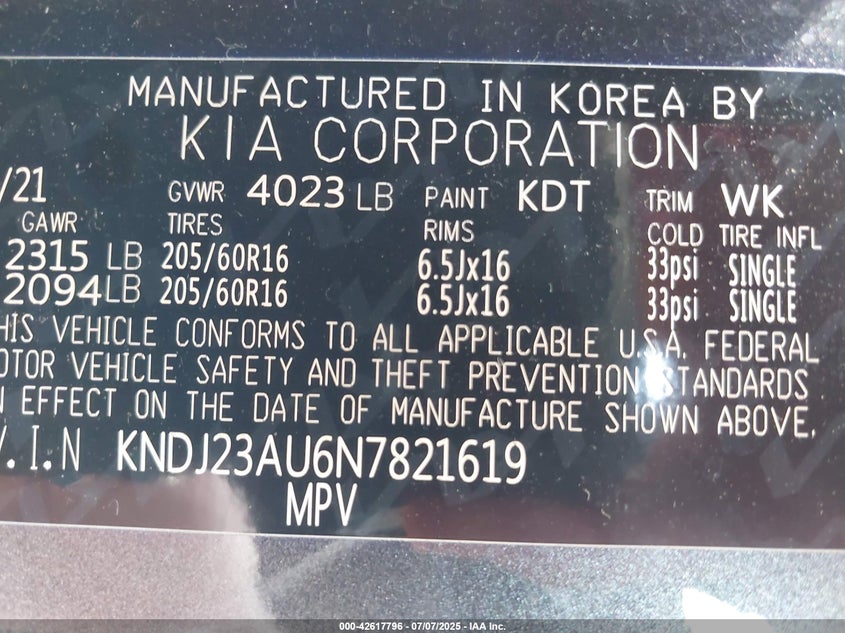 MANUFACTURED IN KOREA BY
KIA CORPORATION
/21 GVWR 4023 LB PAINT KDT TRIM WK
GAWR TIRES RIMS COLD TIRE INFL
2315 LB 205/60R16 6.5Jx16 33psi SINGLE
2094 LB 205/60R16 6.5Jx16 33psi SINGLE
HIS VEHICLE CONFORMS TO ALL APPLICABLE U.S.A. FEDERAL
OTOR VEHICLE SAFETY AND THEFT PREVENTION STANDARDS
N EFFECT ON THE DATE OF MANUFACTURE SHOWN ABOVE.
V.I.N KNDJ23AU6N7821619
MPV
000-42617796 - 07/07/2025 - IAA Inc.